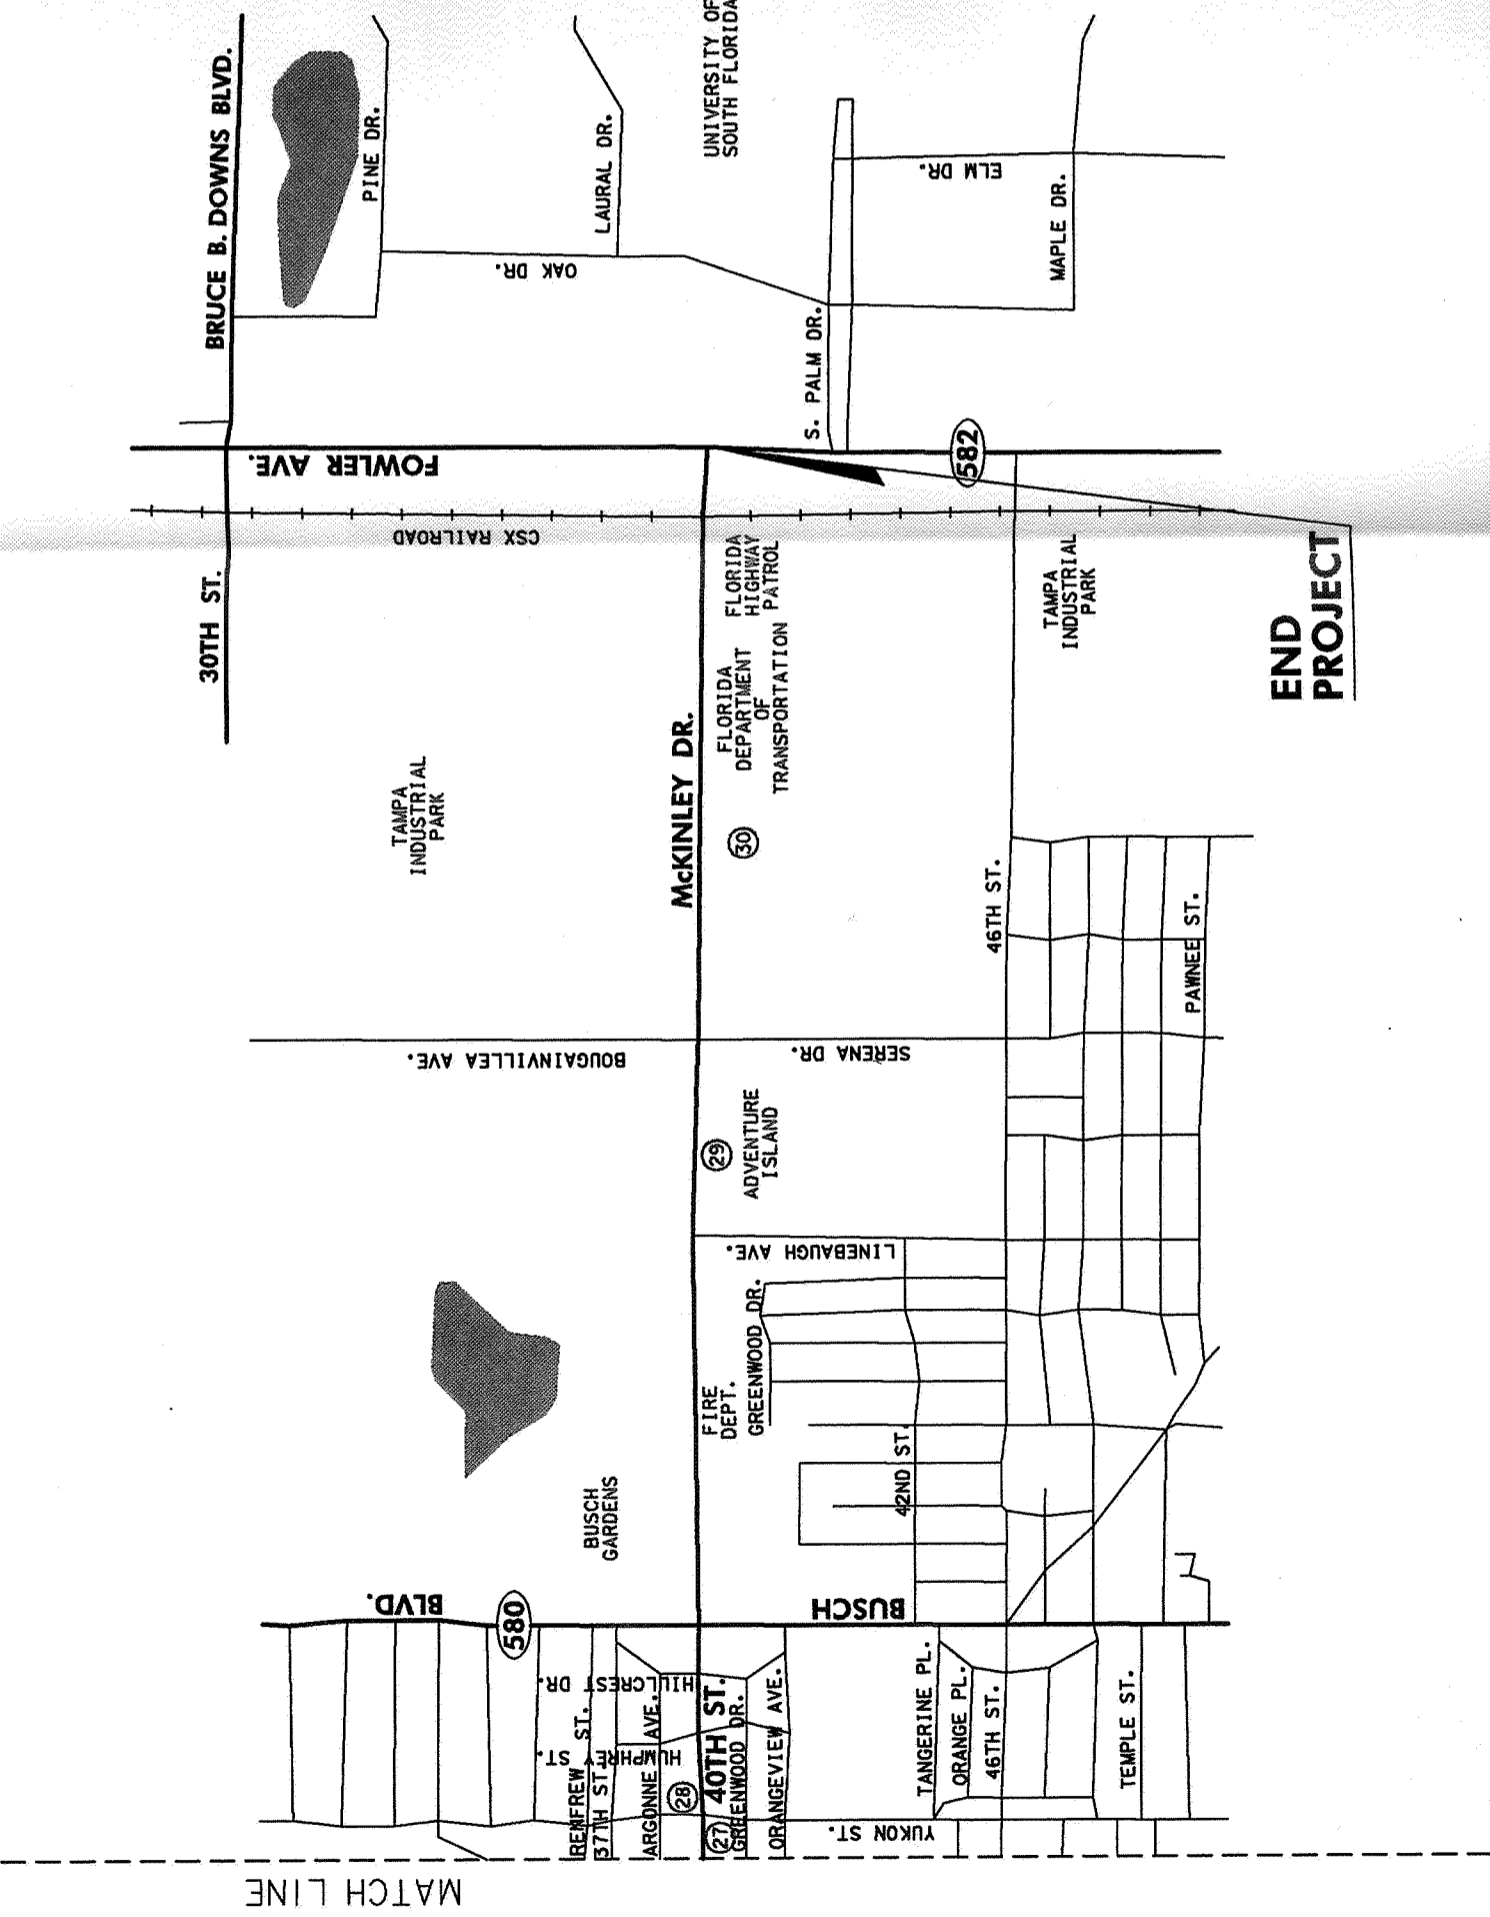 BRUCE B. DOWNS BLVD.
PINE DR.
LAURAL DR.
UNIVERSITY OF
SOUTH FLORIDA
OAK DR.
ELM DR.
MAPLE DR.
S. PALM DR.
FOWLER AVE.
582
CSX RAILROAD
30TH ST.
FLORIDA
HIGHWAY
PATROL
FLORIDA
DEPARTMENT
OF
TRANSPORTATION
TAMPA
INDUSTRIAL
PARK
END
PROJECT
TAMPA
INDUSTRIAL
PARK
McKINLEY DR.
30
46TH ST.
PAWNEE ST.
BOUGAINVILLEA AVE.
SERENA DR.
29
ADVENTURE
ISLAND
LINEBAUGH AVE.
GREENWOOD DR.
FIRE
DEPT.
42ND ST.
BUSCH
GARDENS
BUSCH
BLVD.
580
HILLCREST DR.
HUMPHREY ST.
RENFREW ST.
37TH ST.
ARGONNE AVE.
28
27
40TH ST.
GREENWOOD DR.
ORANGEVIEW AVE.
TANGERINE PL.
ORANGE PL.
46TH ST.
TEMPLE ST.
YUKON ST.
MATCH LINE